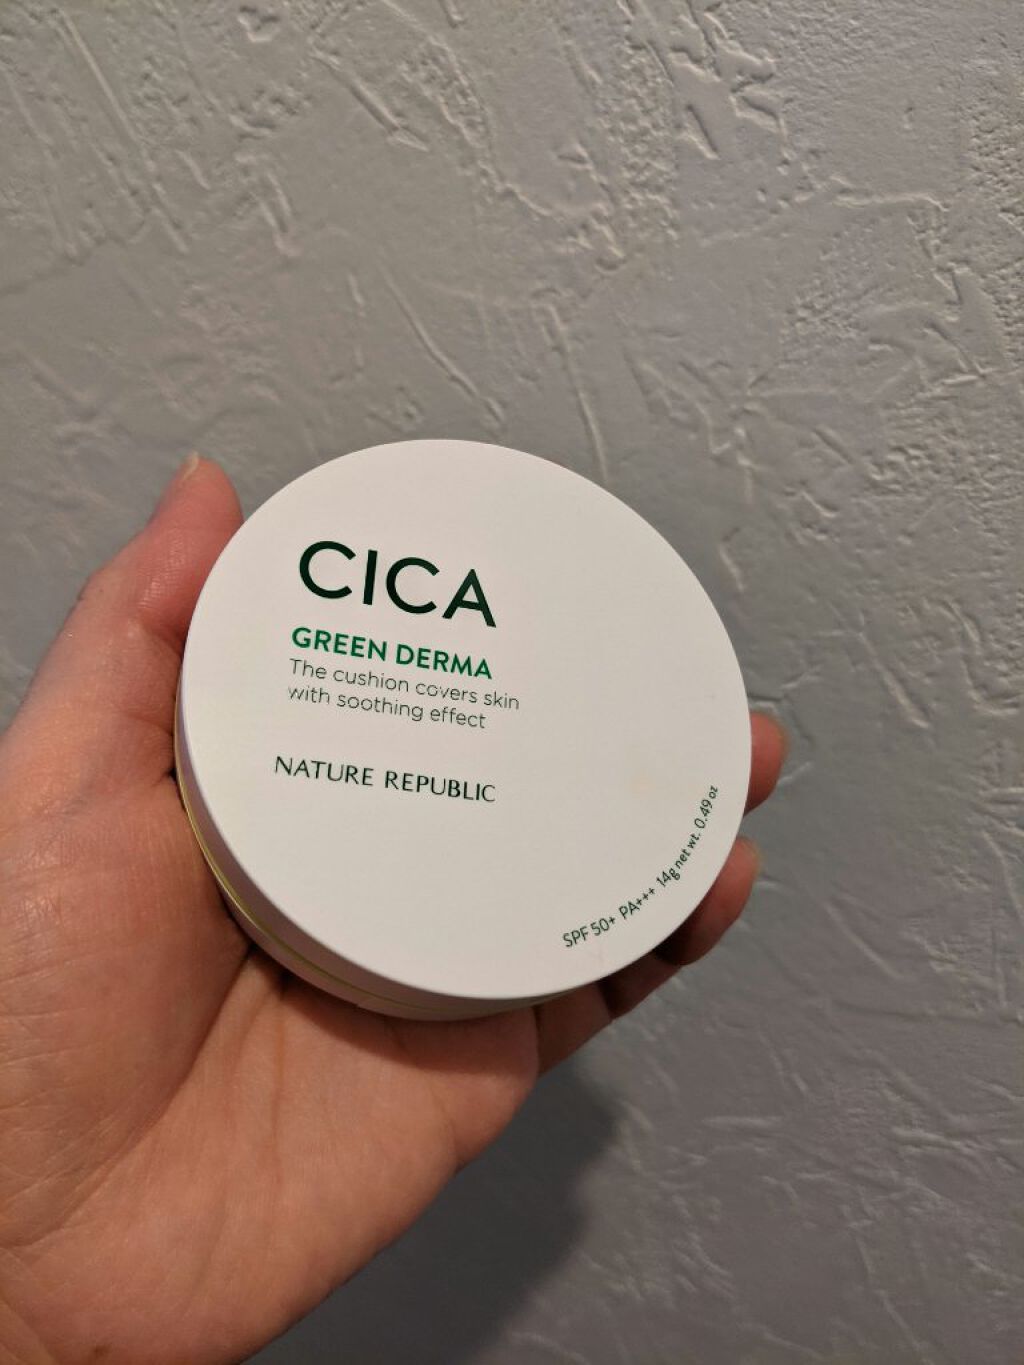 CICA
GREEN DERMA
The cushion covers skin
with soothing effect
NATURE REPUBLIC
SPF 50+ PA+++ 14g net wt. 0.49 oz